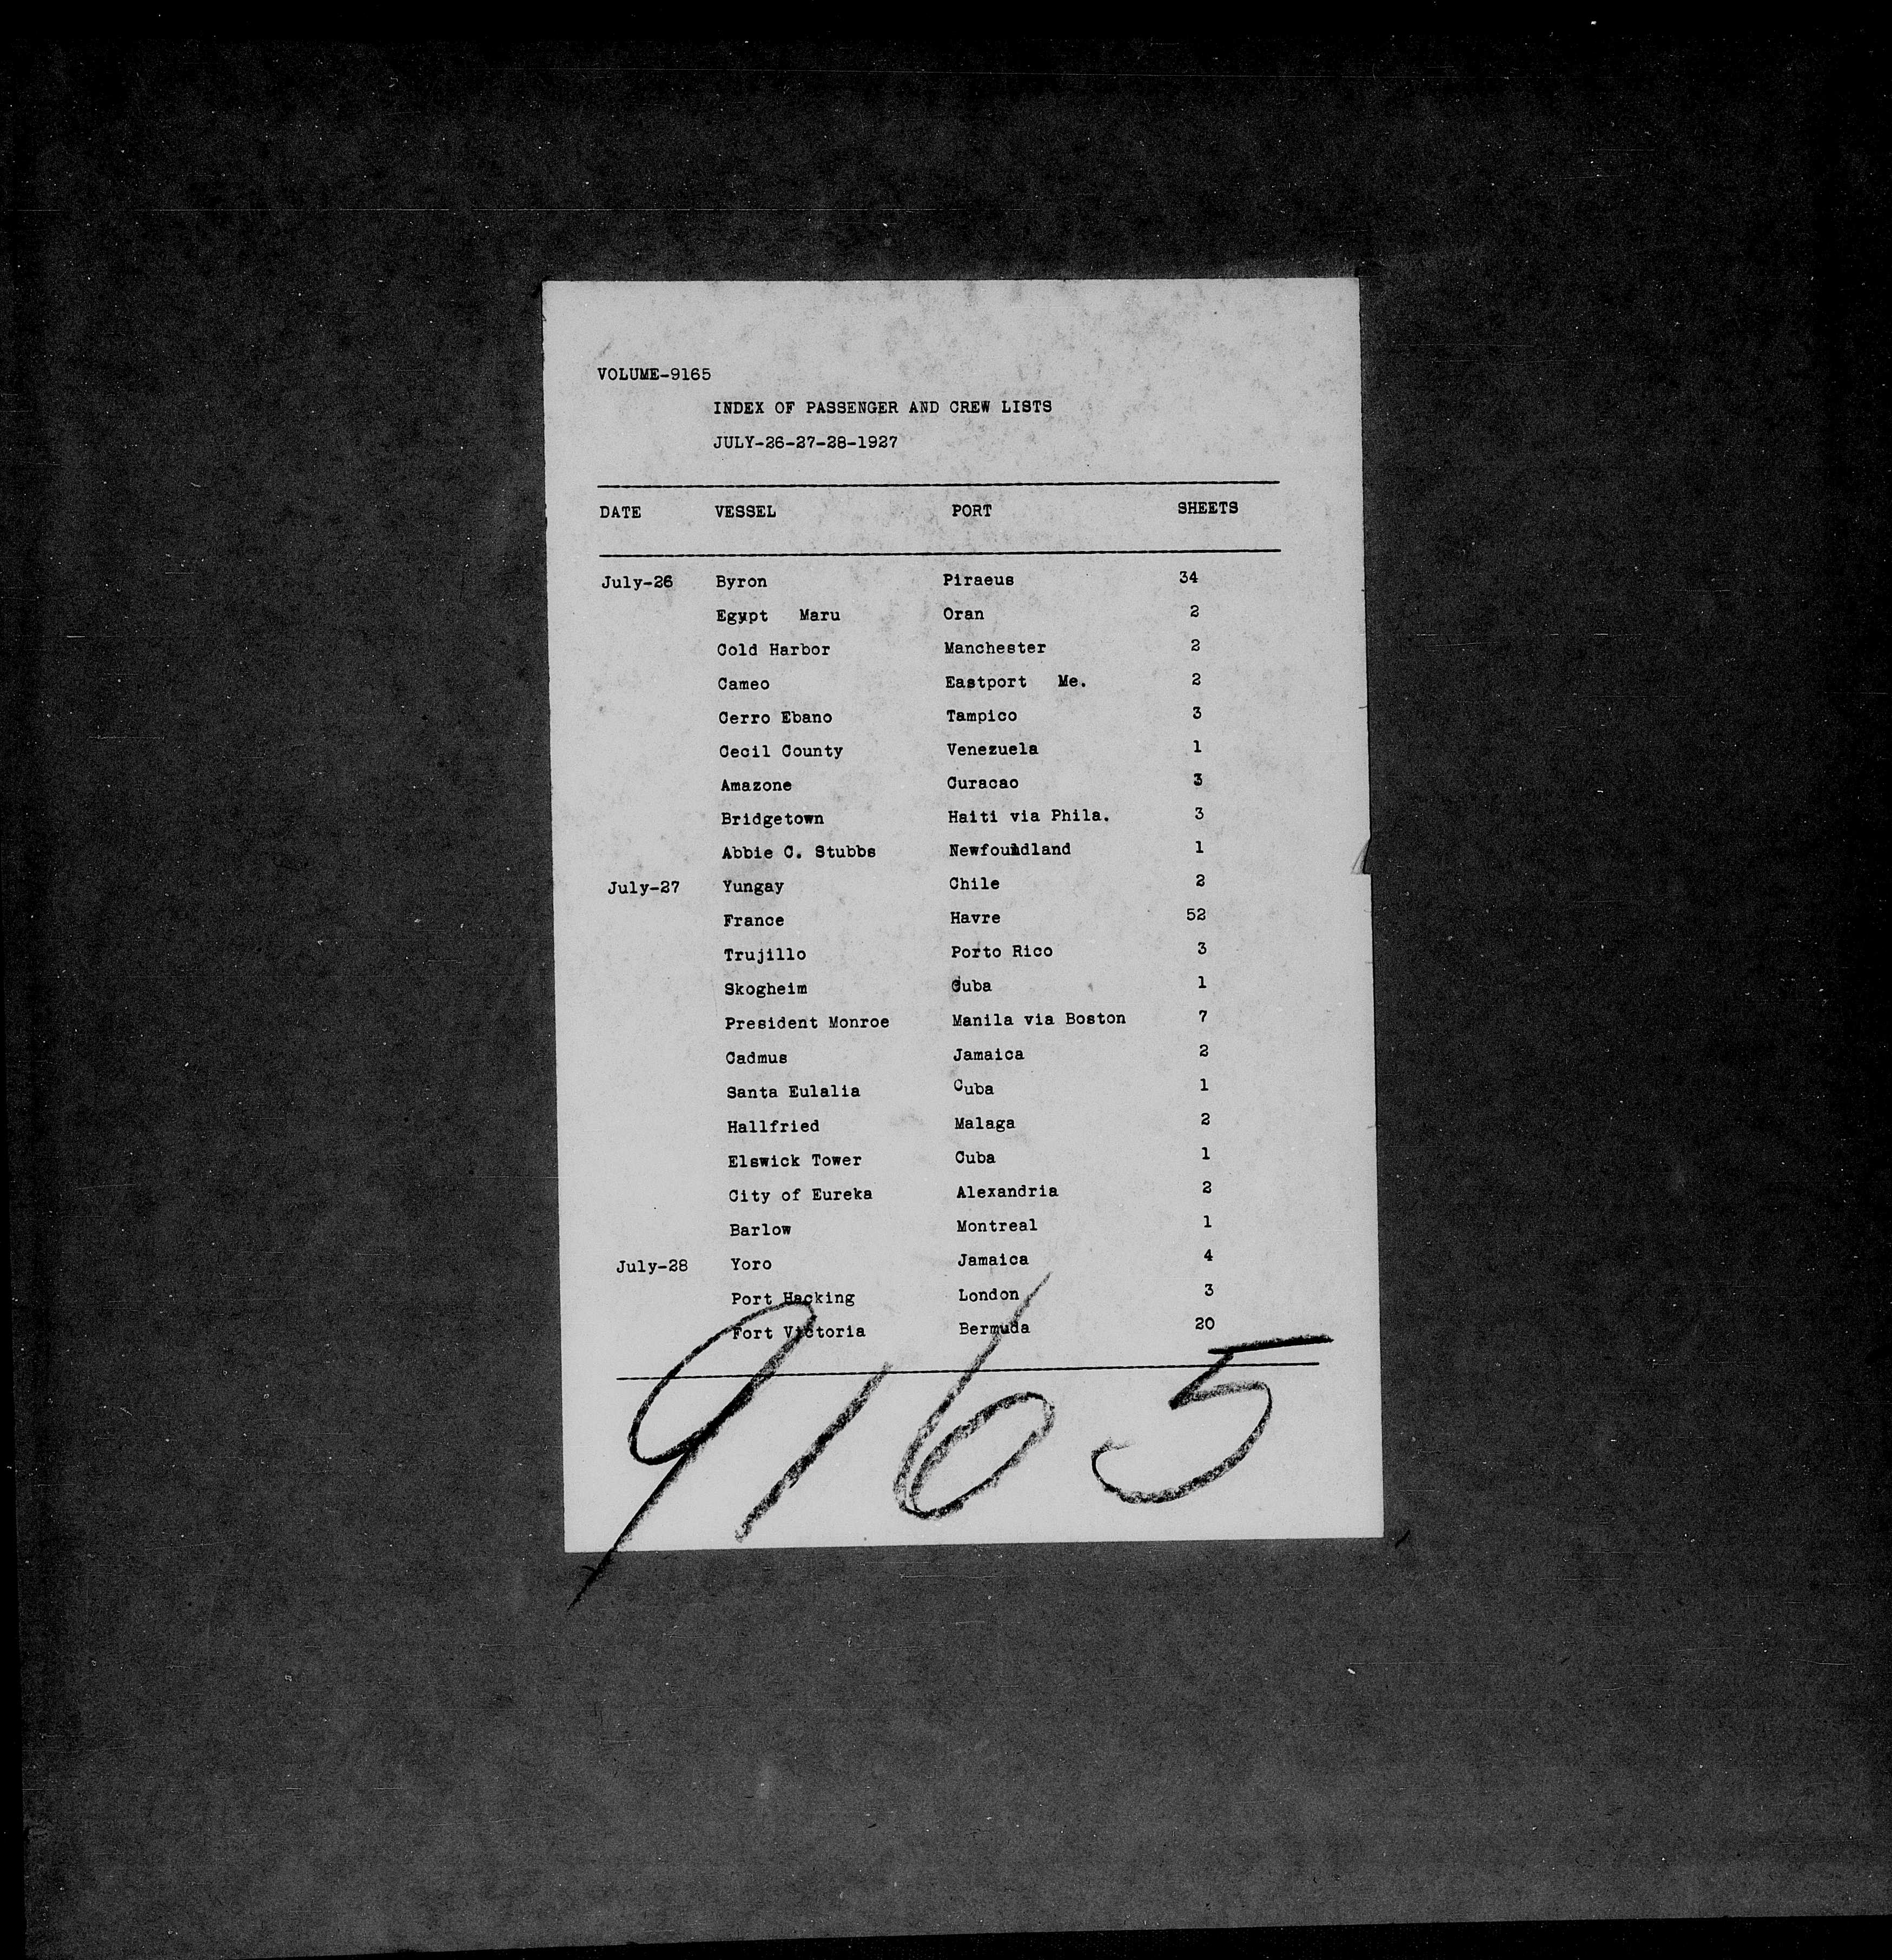 VOLUME-9165
INDEX OF PASSENGER AND CREW LISTS
JULY-26-27-28-1927
DATE VESSEL PORT SHEETS
July-26 Byron Piraeus 34
Egypt Maru Oran 2
Cold Harbor Manchester 2
Cameo Eastport Me. 2
Cerro Ebano Tampico 3
Cecil County Venezuela 1
Amazone Curacao 3
Bridgetown Haiti via Phila. 3
Abbie C. Stubbs Newfoundland 1
July-27 Yungay Chile 2
France Havre 52
Trujillo Porto Rico 3
Skogheim Cuba 1
President Monroe Manila via Boston 7
Cadmus Jamaica 2
Santa Eulalia Cuba 1
Hallfried Malaga 2
Elswick Tower Cuba 1
City of Eureka Alexandria 2
Barlow Montreal 1
July-28 Yoro Jamaica 4
Port Hacking London 3
Fort Victoria Bermuda 20
9165